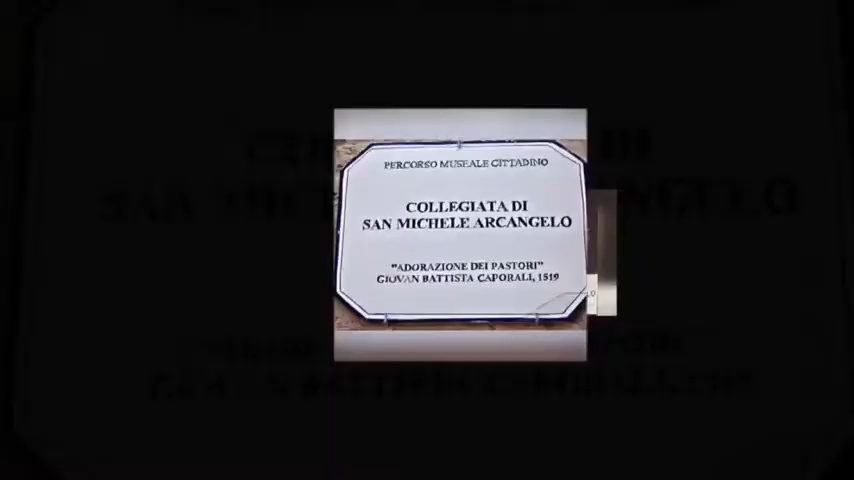 PERCORSO MUSEALE CITTADINO
COLLEGIATA DI
SAN MICHELE ARCANGELO
"ADORAZIONE DEI PASTORI"
GIOVAN BATTISTA CAPORALI, 1519